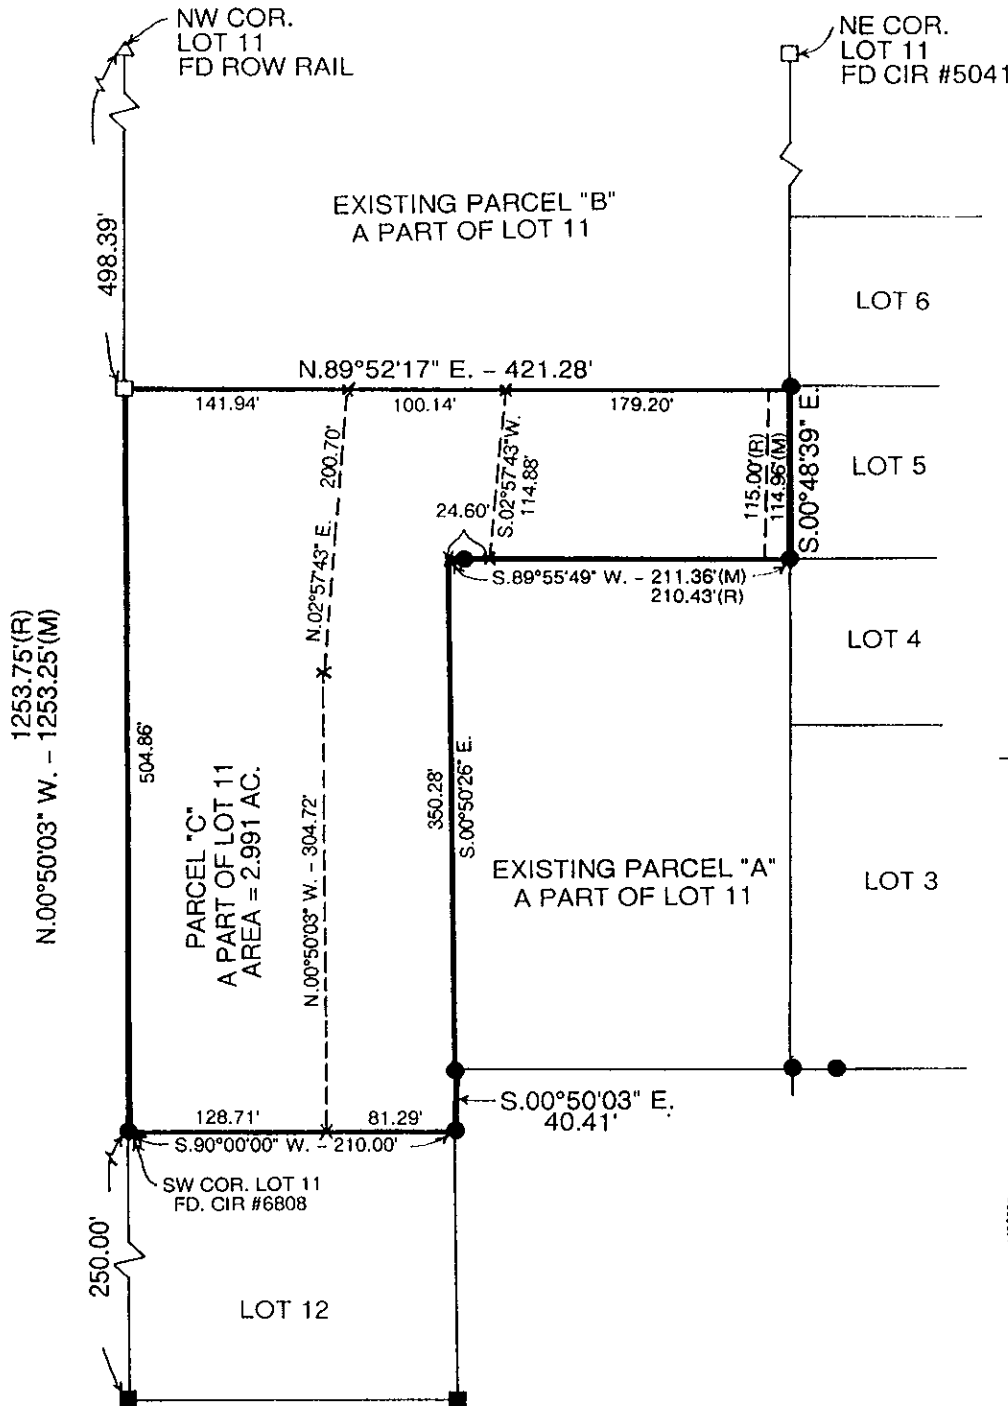 NW COR.
LOT 11
FD ROW RAIL
NE COR.
LOT 11
FD CIR #5041
EXISTING PARCEL "B"
A PART OF LOT 11
498.39'
LOT 6
N.89°52'17" E. - 421.28'
141.94'
100.14'
179.20'
200.70'
N.02°57'43" E.
S.02°57'43" W.
114.88'
24.60'
115.00'(R)
114.96'(M)
S.00°48'39" E.
LOT 5
S.89°55'49" W. - 211.36'(M)
210.43'(R)
LOT 4
1253.75'(R)
N.00°50'03" W. - 1253.25'(M)
504.86'
PARCEL "C"
A PART OF LOT 11
AREA = 2.991 AC.
N.00°50'03" W. - 304.72'
350.28'
S.00°50'26" E.
EXISTING PARCEL "A"
A PART OF LOT 11
LOT 3
S.00°50'03" E.
40.41'
128.71'
81.29'
S.90°00'00" W. - 210.00'
SW COR. LOT 11
FD. CIR #6808
250.00'
LOT 12